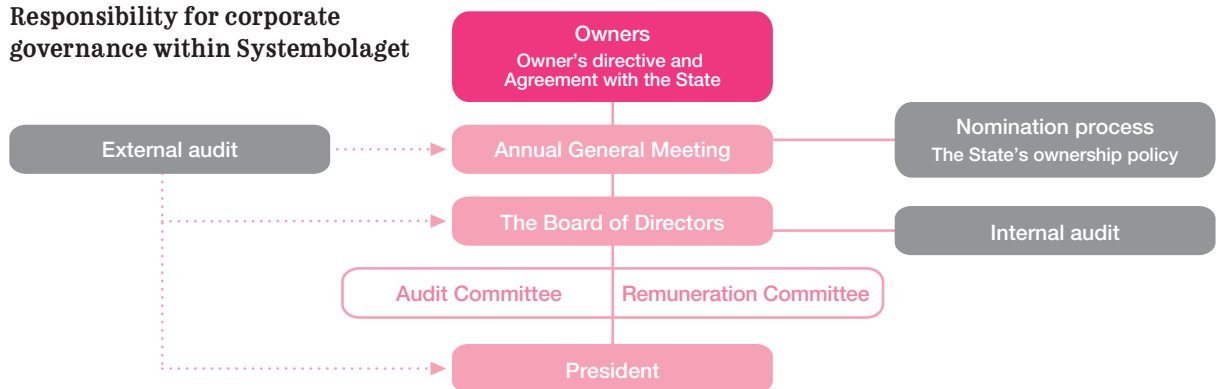 Responsibility for corporate
governance within Systembolaget
Owners
Owner's directive and
Agreement with the State
External audit
Annual General Meeting
Nomination process
The State's ownership policy
The Board of Directors
Internal audit
Audit Committee
Remuneration Committee
President